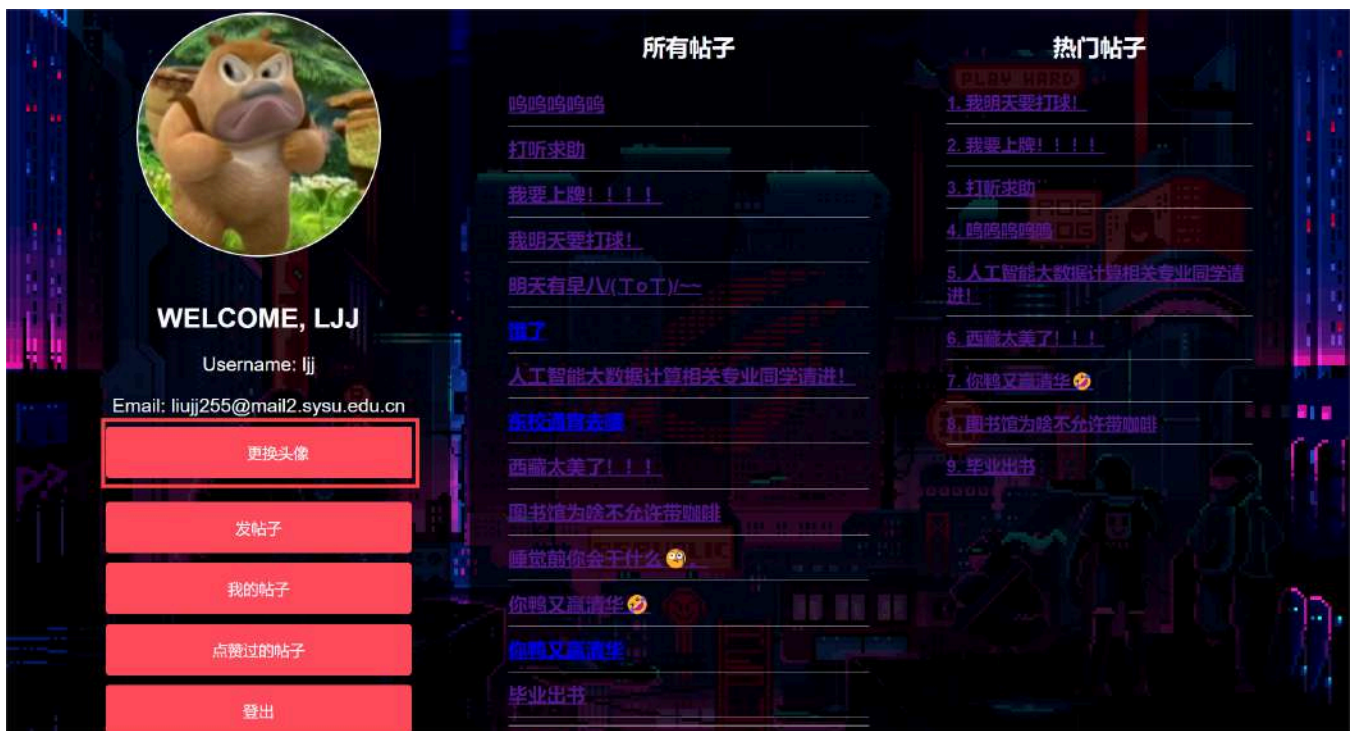 WELCOME, LJJ
Username: ljj
Email: liujj255@mail2.sysu.edu.cn
更换头像
发帖子
我的帖子
点赞过的帖子
登出
所有帖子
呜呜呜呜呜
打听求助
我要上牌！！！！
我明天要打球！
明天有早八/(ToT)/~~
饿了
人工智能大数据计算相关专业同学请进！
东校遇宵去哪
西藏太美了！！！
图书馆为啥不允许带咖啡
睡觉前你会干什么🤔。
你鸭又赢清华🤣
你鸭又赢清华
毕业出书
热门帖子
PLAY HARD
1. 我明天要打球！
2. 我要上牌！！！！
3. 打听求助
4. 呜呜呜呜呜
5. 人工智能大数据计算相关专业同学请
进！
6. 西藏太美了！！！
7. 你鸭又赢清华🤣
8. 图书馆为啥不允许带咖啡
9. 毕业出书